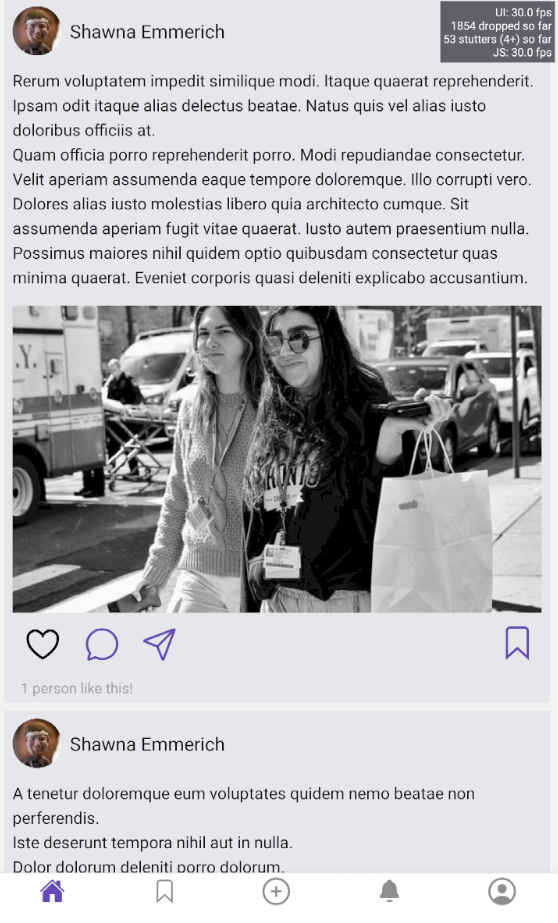 Shawna Emmerich
UI: 30.0 fps
1854 dropped so far
53 stutters (4+) so far
JS: 30.0 fps
Rerum voluptatem impedit similique modi. Itaque quaerat reprehenderit.
Ipsam odit itaque alias delectus beatae. Natus quis vel alias iusto
doloribus officiis at.
Quam officia porro reprehenderit porro. Modi repudiandae consectetur.
Velit aperiam assumenda eaque tempore doloremque. Illo corrupti vero.
Dolores alias iusto molestias libero quia architecto cumque. Sit
assumenda aperiam fugit vitae quaerat. Iusto autem praesentium nulla.
Possimus maiores nihil quidem optio quibusdam consectetur quas
minima quaerat. Eveniet corporis quasi deleniti explicabo accusantium.
1 person like this!
Shawna Emmerich
A tenetur doloremque eum voluptates quidem nemo beatae non
perferendis.
Iste deserunt tempora nihil aut in nulla.
Dolor dolorum deleniti porro dolorum.